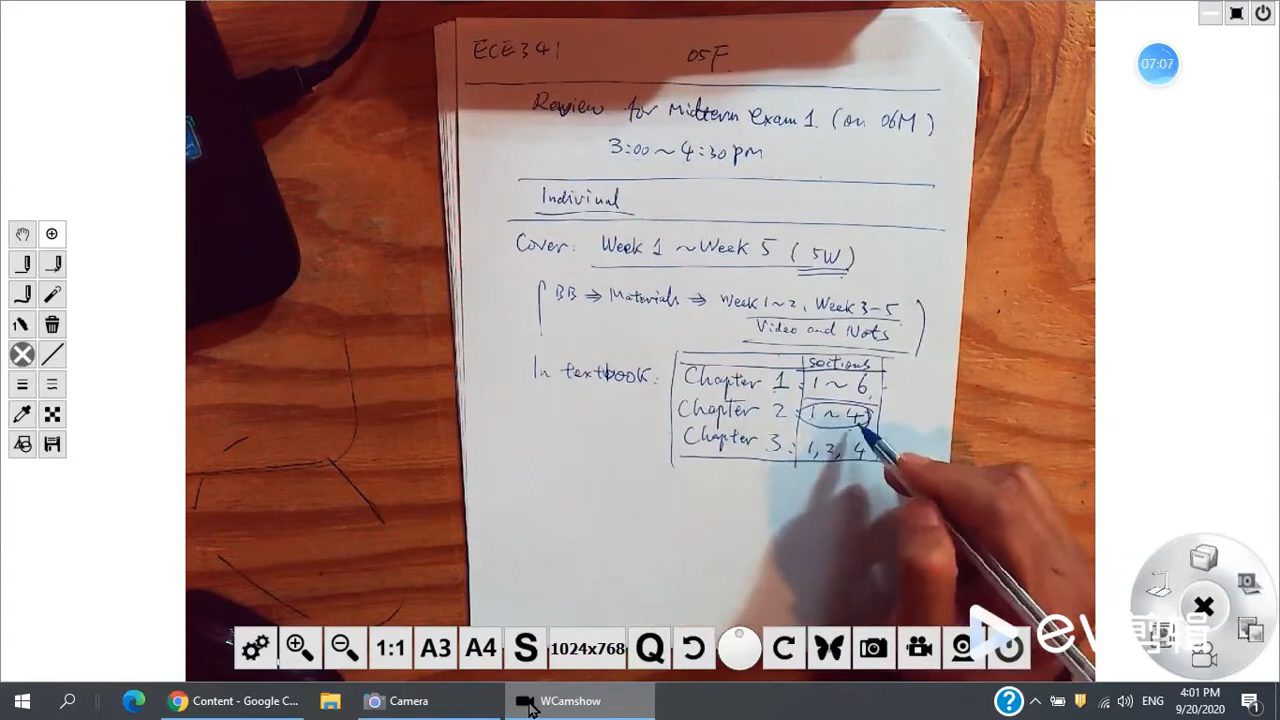 07:07
ECE341 05F
Review for Midterm Exam 1 (on 06M)
3:00 ~ 4:30 pm
Indiviual
Cover: Week 1 ~ Week 5 (5W)
BB ⇒ Materials ⇒ Week 1~2, Week 3-5
Video and Nots
In textbook:
sections
Chapter 1: 1 ~ 6
Chapter 2: 1 ~ 4
Chapter 3: 1, 2, 4
1:1 A3 A4 S 1024x768 Q
Content - Google C... Camera WCamshow ENG 4:01 PM
9/20/2020